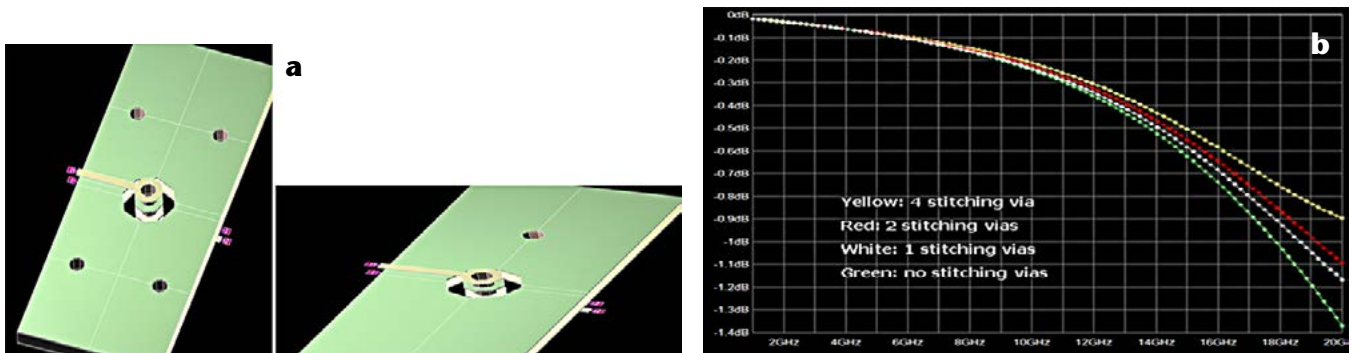 a
b
0dB
-0.1dB
-0.2dB
-0.3dB
-0.4dB
-0.5dB
-0.6dB
-0.7dB
-0.8dB
-0.9dB
-1dB
-1.1dB
-1.2dB
-1.3dB
-1.4dB
Yellow: 4 stitching via
Red: 2 stitching vias
White: 1 stitching vias
Green: no stitching vias
2GHz 4GHz 6GHz 8GHz 10GHz 12GHz 14GHz 16GHz 18GHz 20GHz